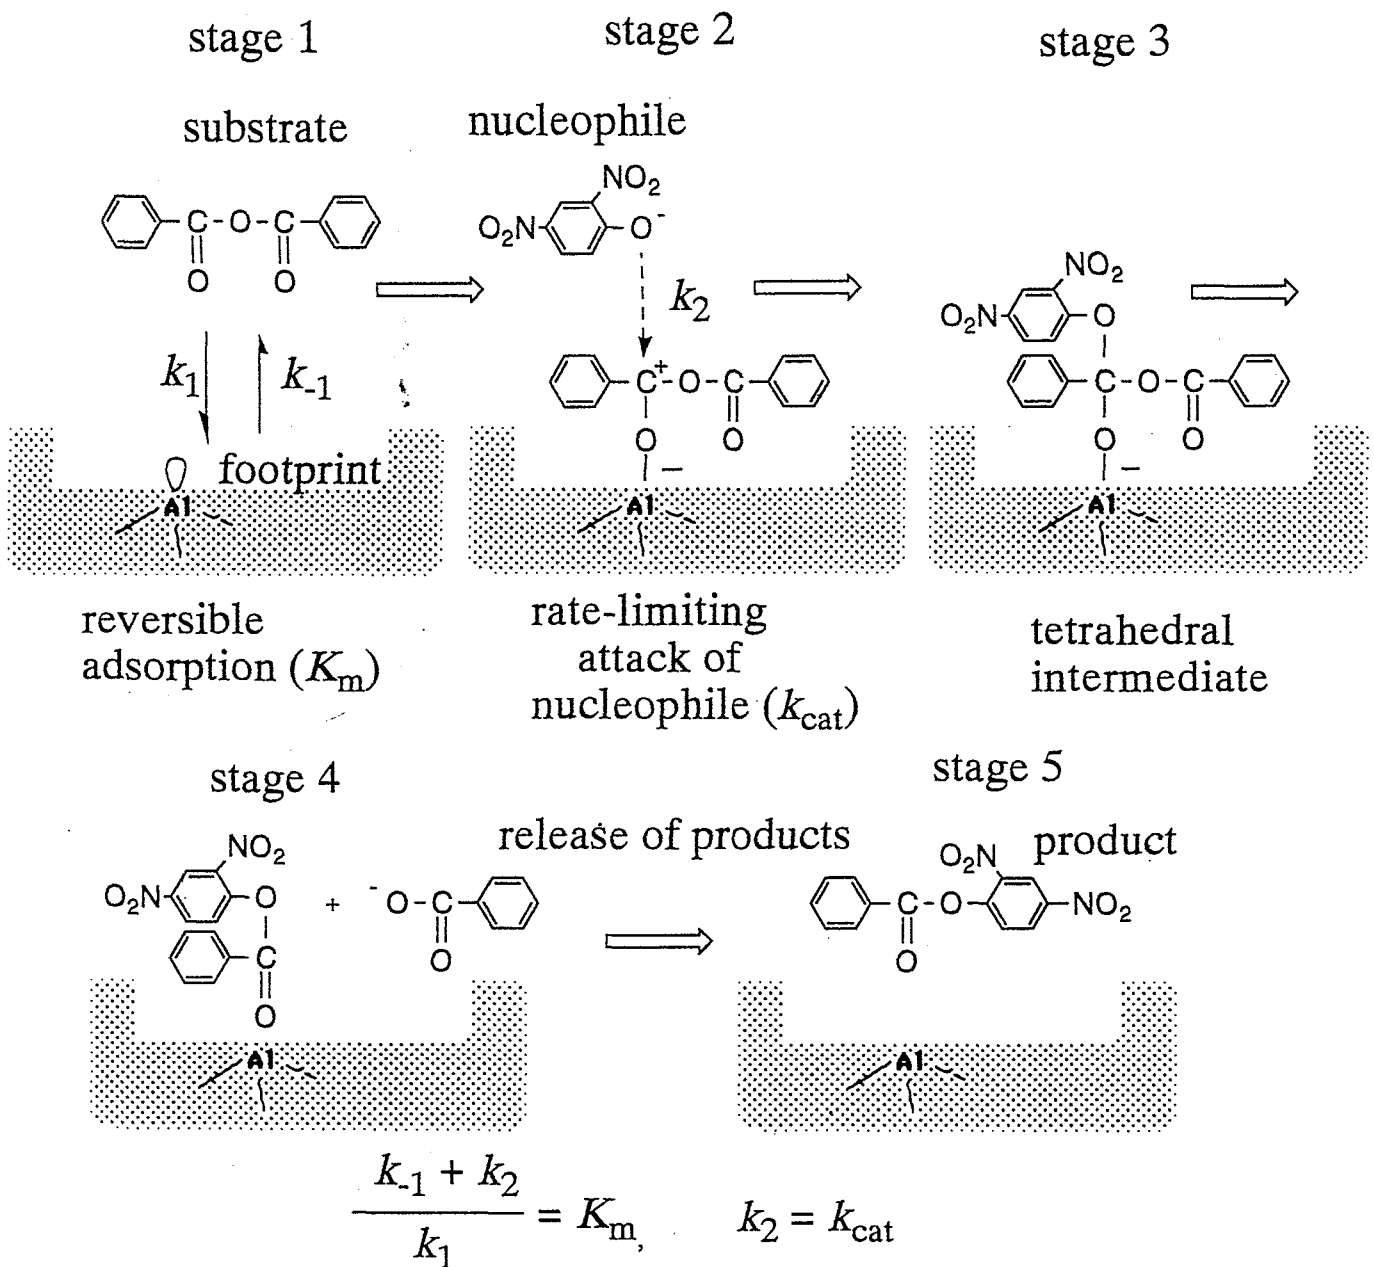 stage 1
substrate
C-O-C
O O
k₁
k₋₁
footprint
Al
reversible
adsorption (Kₘ)
stage 2
nucleophile
NO₂
O₂N
O⁻
k₂
C⁺-O-C
O O
−
Al
rate-limiting
attack of
nucleophile (k_cat)
stage 3
NO₂
O₂N
O
C-O-C
O O
−
Al
tetrahedral
intermediate
stage 4
NO₂
O₂N
O
+
⁻O-C
C
O
O
Al
release of products
stage 5
product
O₂N
C-O
NO₂
O
Al
k₋₁ + k₂
k₁
= Kₘ,
k₂ = k_cat